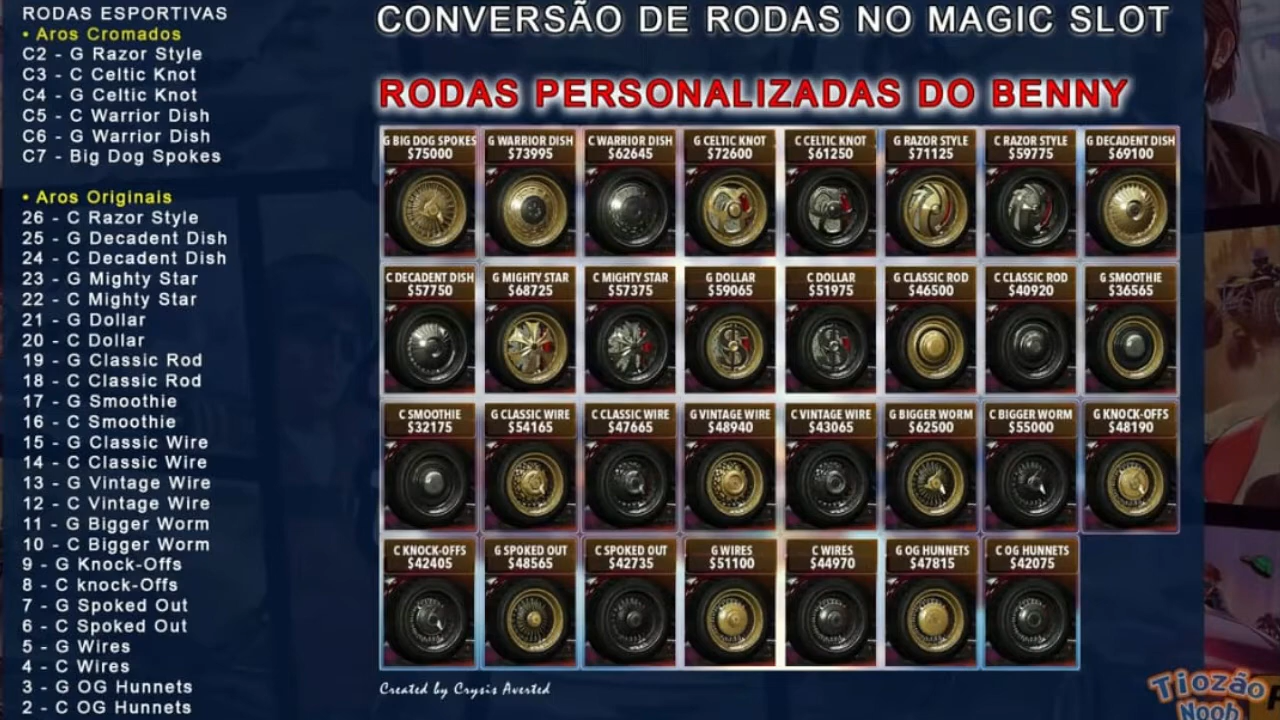 RODAS ESPORTIVAS
• Aros Cromados
C2 - G Razor Style
C3 - C Celtic Knot
C4 - G Celtic Knot
C5 - C Warrior Dish
C6 - G Warrior Dish
C7 - Big Dog Spokes
• Aros Originais
26 - C Razor Style
25 - G Decadent Dish
24 - C Decadent Dish
23 - G Mighty Star
22 - C Mighty Star
21 - G Dollar
20 - C Dollar
19 - G Classic Rod
18 - C Classic Rod
17 - G Smoothie
16 - C Smoothie
15 - G Classic Wire
14 - C Classic Wire
13 - G Vintage Wire
12 - C Vintage Wire
11 - G Bigger Worm
10 - C Bigger Worm
9 - G Knock-Offs
8 - C knock-Offs
7 - G Spoked Out
6 - C Spoked Out
5 - G Wires
4 - C Wires
3 - G OG Hunnets
2 - C OG Hunnets
CONVERSÃO DE RODAS NO MAGIC SLOT
RODAS PERSONALIZADAS DO BENNY
G BIG DOG SPOKES G WARRIOR DISH C WARRIOR DISH G CELTIC KNOT C CELTIC KNOT G RAZOR STYLE C RAZOR STYLE G DECADENT DISH
$75000 $73995 $62645 $72600 $61250 $71125 $59775 $69100
C DECADENT DISH G MIGHTY STAR C MIGHTY STAR G DOLLAR C DOLLAR G CLASSIC ROD C CLASSIC ROD G SMOOTHIE
$57750 $68725 $57375 $59065 $51975 $46500 $40920 $36565
C SMOOTHIE G CLASSIC WIRE C CLASSIC WIRE G VINTAGE WIRE C VINTAGE WIRE G BIGGER WORM C BIGGER WORM G KNOCK-OFFS
$32175 $54165 $47665 $48940 $43065 $62500 $55000 $48190
C KNOCK-OFFS G SPOKED OUT C SPOKED OUT G WIRES C WIRES G OG HUNNETS C OG HUNNETS
$42405 $48565 $42735 $51100 $44970 $47815 $42075
Created by Crysis Averted
Tiozão
Noob